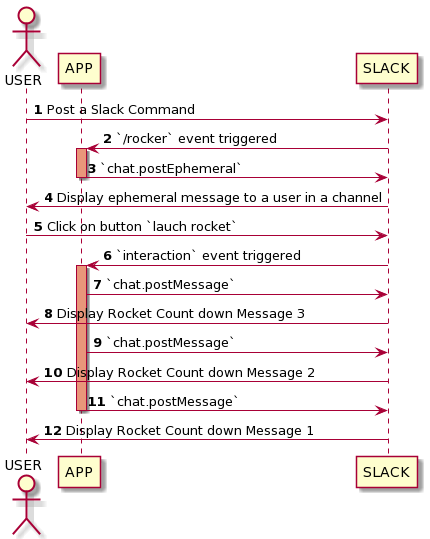 USER
APP
SLACK
1 Post a Slack Command
2 `/rocker` event triggered
3 `chat.postEphemeral`
4 Display ephemeral message to a user in a channel
5 Click on button `lauch rocket`
6 `interaction` event triggered
7 `chat.postMessage`
8 Display Rocket Count down Message 3
9 `chat.postMessage`
10 Display Rocket Count down Message 2
11 `chat.postMessage`
12 Display Rocket Count down Message 1
USER
APP
SLACK